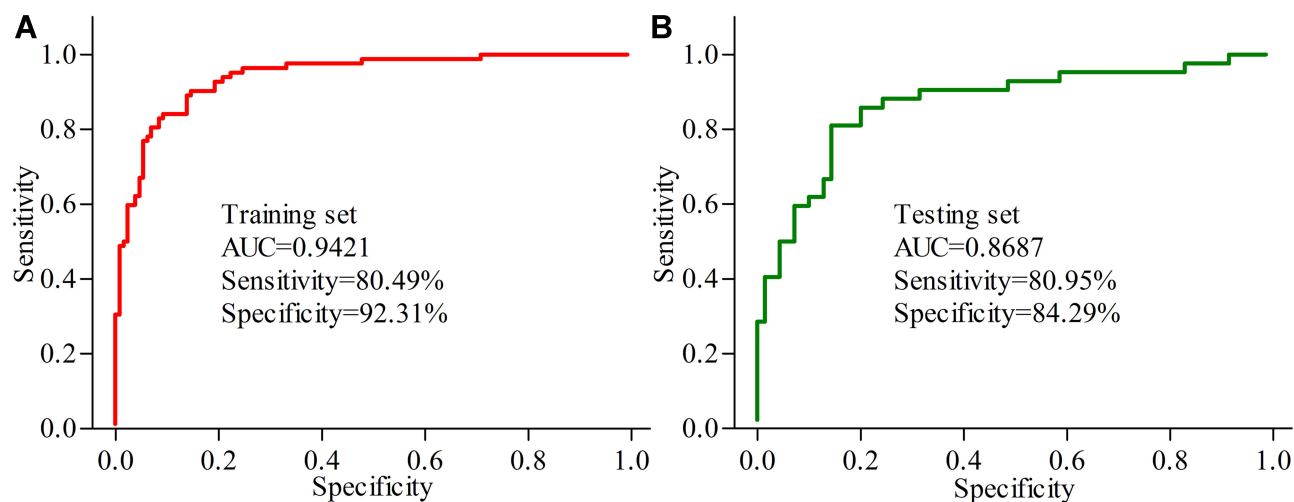 A
1.0
0.8
0.6
0.4
0.2
0.0
Sensitivity
Training set
AUC=0.9421
Sensitivity=80.49%
Specificity=92.31%
0.0 0.2 0.4 0.6 0.8 1.0
Specificity
B
1.0
0.8
0.6
0.4
0.2
0.0
Sensitivity
Testing set
AUC=0.8687
Sensitivity=80.95%
Specificity=84.29%
0.0 0.2 0.4 0.6 0.8 1.0
Specificity